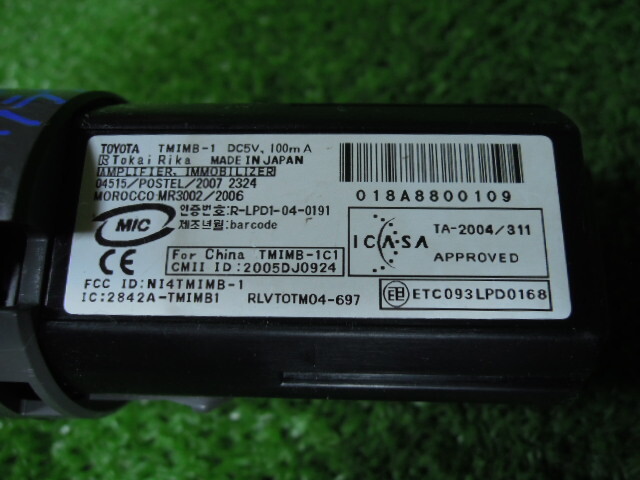 TOYOTA TMIMB-1 DC5V, 100mA
Tokai Rika MADE IN JAPAN
AMPLIFIER, IMMOBILIZER
04515/POSTEL/2007 2324
MOROCCO MR3002/2006
018A8800109
MIC
인증번호:R-LPD1-04-0191
제조년월:barcode
ICASA
TA-2004/311
APPROVED
CE
For China TMIMB-1C1
CMII ID:2005DJ0924
FCC ID:NI4TMIMB-1
IC:2842A-TMIMB1 RLVTOTM04-697
ETC093LPD0168